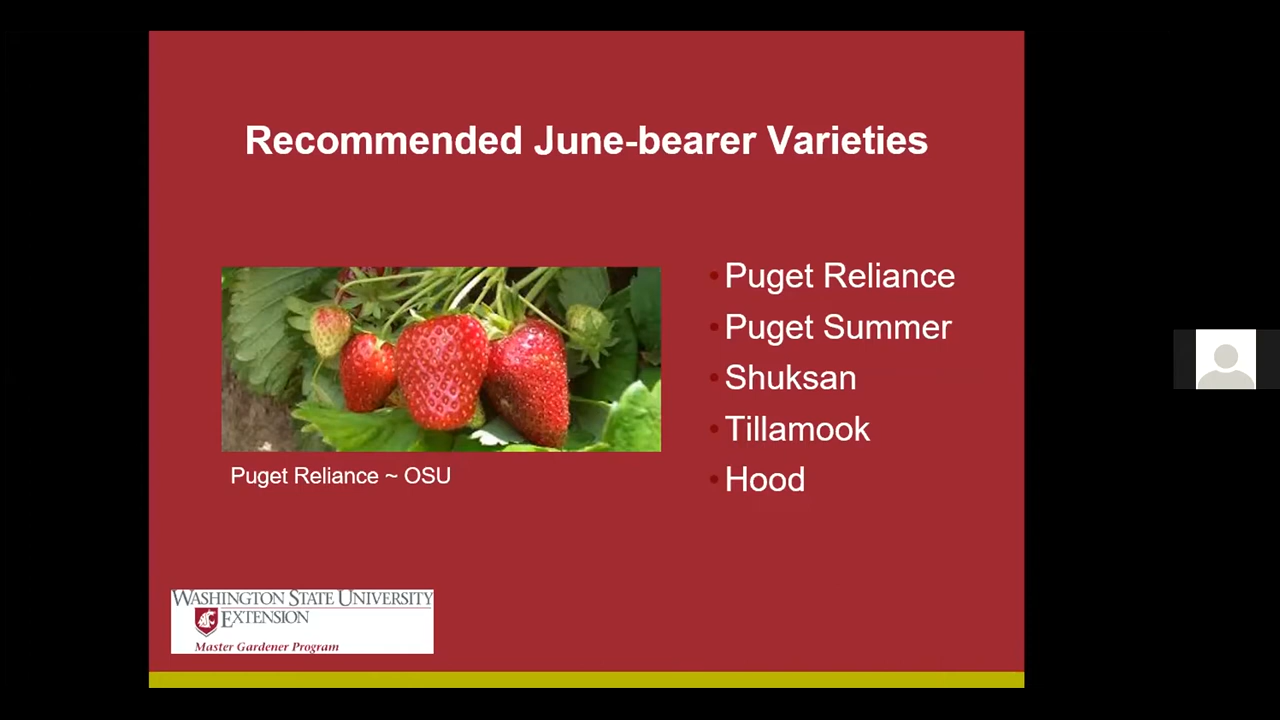 Recommended June-bearer Varieties
Puget Reliance
Puget Summer
Shuksan
Tillamook
Hood
Puget Reliance ~ OSU
WASHINGTON STATE UNIVERSITY
EXTENSION
Master Gardener Program